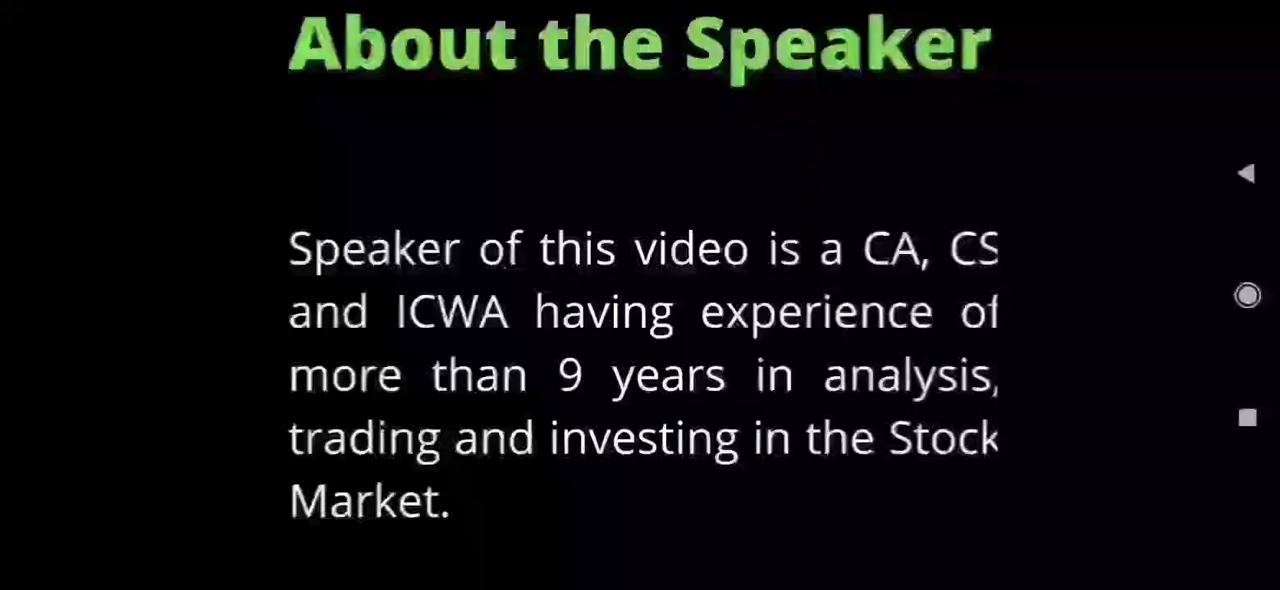 About the Speaker
Speaker of this video is a CA, CS
and ICWA having experience of
more than 9 years in analysis,
trading and investing in the Stock
Market.